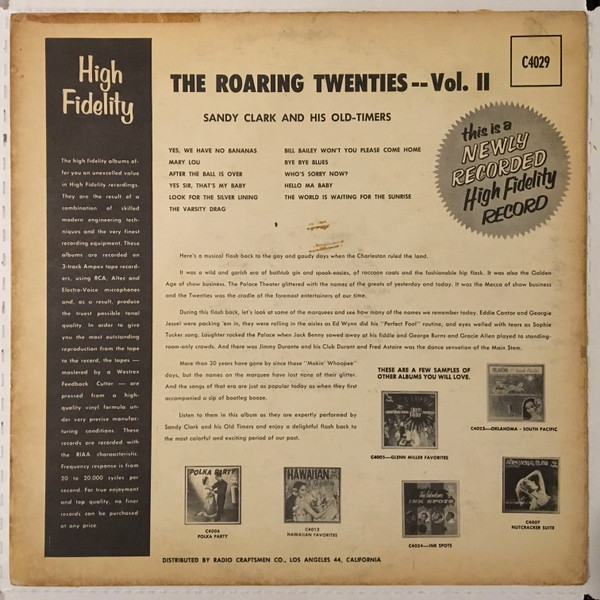 High
Fidelity
The high fidelity albums of-
fer you an unexcelled value
in High Fidelity recordings.
They are the result of a
combination of skilled
modern engineering tech-
niques and the very finest
recording equipment. These
albums are recorded on
3-track Ampex tape record-
ers, using RCA, Altec and
Electro-Voice microphones
and, as a result, produce
the truest possible tonal
quality. In order to give
you the most outstanding
reproduction from the tape
to the record, the tapes —
mastered by a Westrex
Feedback Cutter — are
pressed from a high-
quality vinyl formula un-
der very precise manufac-
turing conditions. These
records are recorded with
the RIAA characteristic.
Frequency response is from
20 to 20,000 cycles per
second. For true enjoyment
and top quality, no finer
records can be purchased
at any price.
C4029
THE ROARING TWENTIES--Vol. II
SANDY CLARK AND HIS OLD-TIMERS
this is a
NEWLY
RECORDED
High Fidelity
RECORD
YES, WE HAVE NO BANANAS
MARY LOU
AFTER THE BALL IS OVER
YES SIR, THAT'S MY BABY
LOOK FOR THE SILVER LINING
THE VARSITY DRAG
BILL BAILEY WON'T YOU PLEASE COME HOME
BYE BYE BLUES
WHO'S SORRY NOW?
HELLO MA BABY
THE WORLD IS WAITING FOR THE SUNRISE
Here's a musical flash back to the gay and gaudy days when the Charleston ruled the land.
It was a wild and garish era of bathtub gin and speak-easies, of raccoon coats and the fashionable hip flask. It was also the Golden
Age of show business. The Palace Theater glittered with the names of the greats of yesterday and today. It was the Mecca of show business
and the Twenties was the cradle of the foremost entertainers of our time.
During this flash back, let's look at some of the marquees and see how many of the names we remember today. Eddie Cantor and Georgie
Jessel were packing 'em in, they were rolling in the aisles as Ed Wynn did his "Perfect Fool" routine, and eyes welled with tears as Sophie
Tucker sang. Laughter rocked the Palace when Jack Benny sawed away at his fiddle and George Burns and Gracie Allen played to standing-
room-only crowds. And there was Jimmy Durante and his Club Durant and Fred Astaire was the dance sensation of the Main Stem.
More than 30 years have gone by since those "Makin' Whoopee"
days, but the names on the marquee have lost none of their glitter.
And the songs of that era are just as popular today as when they first
accompanied a sip of bootleg booze.
Listen to them in this album as they are expertly performed by
Sandy Clark and his Old Timers and enjoy a delightful flash back to
the most colorful and exciting period of our past.
THESE ARE A FEW SAMPLES OF
OTHER ALBUMS YOU WILL LOVE.
C4005—GLENN MILLER FAVORITES
C4023—OKLAHOMA - SOUTH PACIFIC
POLKA PARTY
C4006
POLKA PARTY
HAWAIIAN
C4012
HAWAIIAN FAVORITES
INK SPOTS
C4024—INK SPOTS
C4007
NUTCRACKER SUITE
DISTRIBUTED BY RADIO CRAFTSMEN CO., LOS ANGELES 44, CALIFORNIA